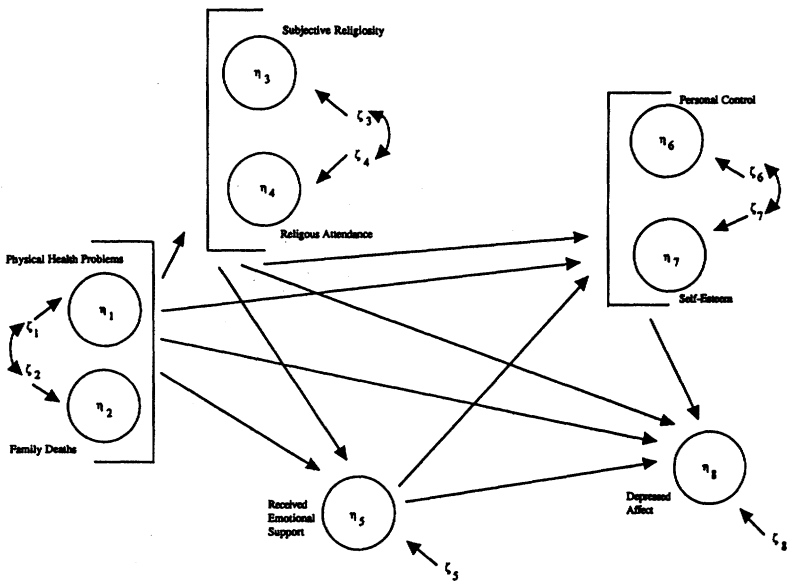 Subjective Religiosity
η3
ζ3
ζ4
η4
Religous Attendance
Personal Control
η6
ζ6
ζ7
η7
Self-Esteem
Physical Health Problems
η1
ζ1
ζ2
η2
Family Deaths
Received
Emotional
Support
η5
ζ5
Depressed
Affect
η8
ζ8